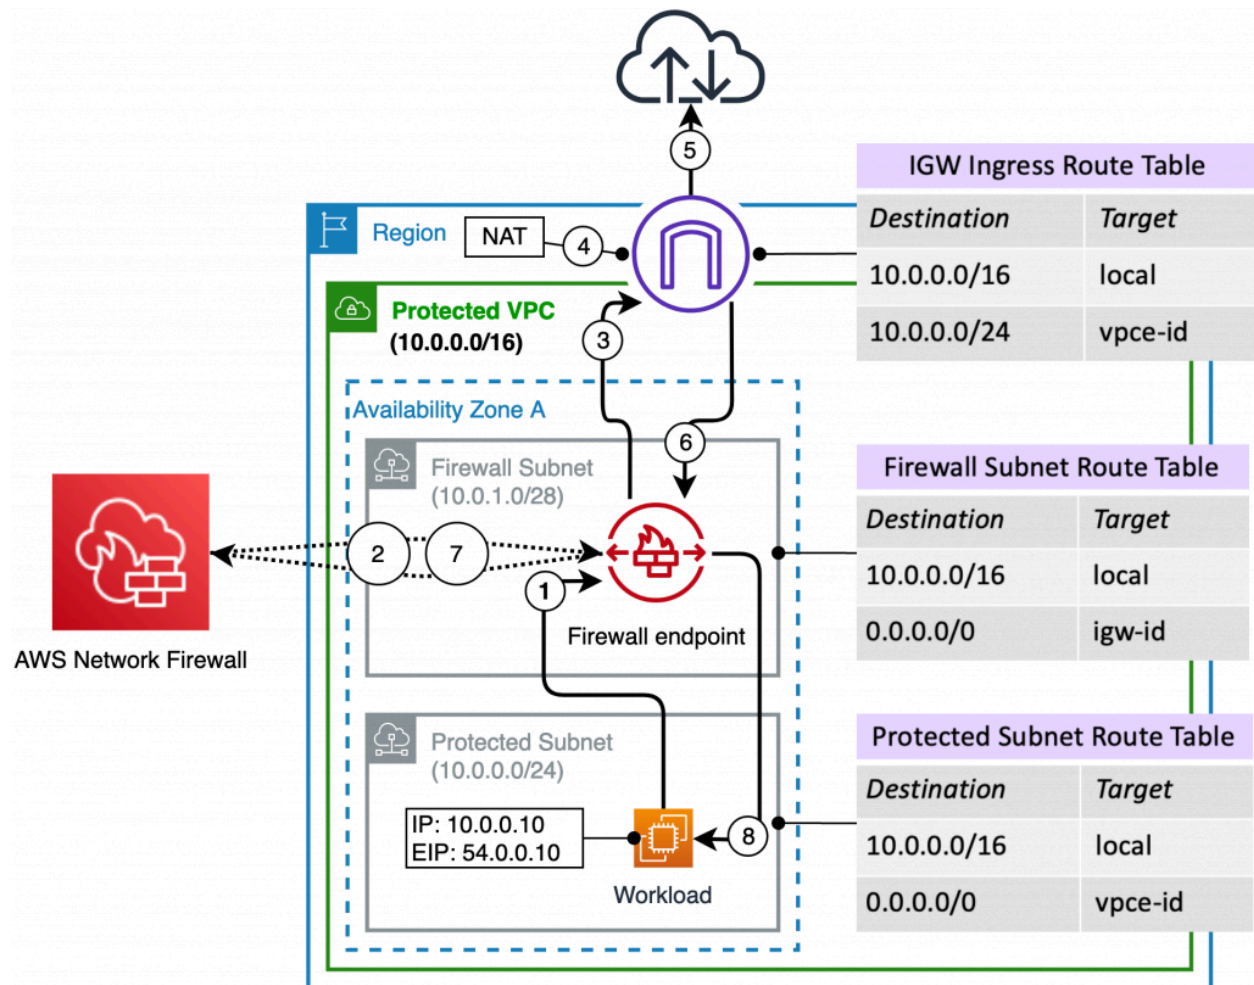 5
IGW Ingress Route Table
Destination Target
10.0.0.0/16 local
10.0.0.0/24 vpce-id
Region
NAT
4
Protected VPC
(10.0.0.0/16)
3
Availability Zone A
6
Firewall Subnet
(10.0.1.0/28)
Firewall Subnet Route Table
Destination Target
10.0.0.0/16 local
0.0.0.0/0 igw-id
2
7
1
Firewall endpoint
AWS Network Firewall
Protected Subnet
(10.0.0.0/24)
Protected Subnet Route Table
Destination Target
10.0.0.0/16 local
0.0.0.0/0 vpce-id
IP: 10.0.0.10
EIP: 54.0.0.10
8
Workload